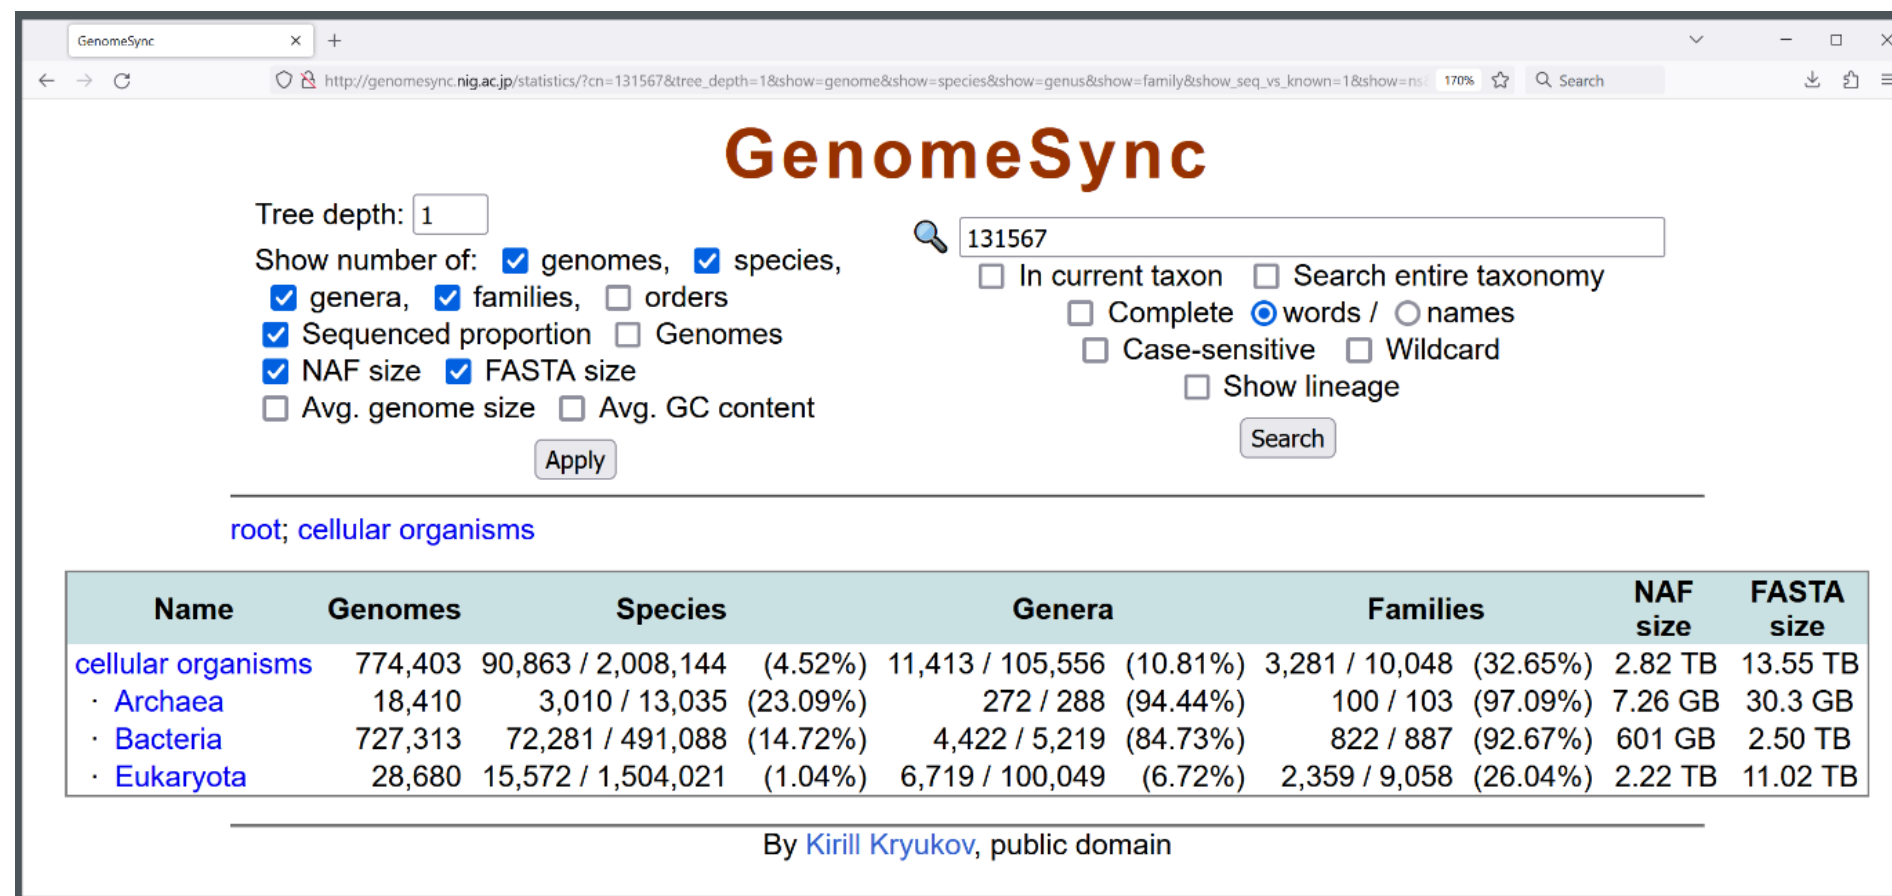 GenomeSync
http://genomesync.nig.ac.jp/statistics/?cn=131567&tree_depth=1&show=genome&show=species&show=genus&show=family&show_seq_vs_known=1&show=ns 170% Search
GenomeSync
Tree depth: 1
Show number of: genomes, species,
genera, families, orders
Sequenced proportion Genomes
NAF size FASTA size
Avg. genome size Avg. GC content
Apply
131567
In current taxon Search entire taxonomy
Complete words / names
Case-sensitive Wildcard
Show lineage
Search
root; cellular organisms
Name Genomes Species Genera Families NAF size FASTA size
cellular organisms 774,403 90,863 / 2,008,144 (4.52%) 11,413 / 105,556 (10.81%) 3,281 / 10,048 (32.65%) 2.82 TB 13.55 TB
· Archaea 18,410 3,010 / 13,035 (23.09%) 272 / 288 (94.44%) 100 / 103 (97.09%) 7.26 GB 30.3 GB
· Bacteria 727,313 72,281 / 491,088 (14.72%) 4,422 / 5,219 (84.73%) 822 / 887 (92.67%) 601 GB 2.50 TB
· Eukaryota 28,680 15,572 / 1,504,021 (1.04%) 6,719 / 100,049 (6.72%) 2,359 / 9,058 (26.04%) 2.22 TB 11.02 TB
By Kirill Kryukov, public domain